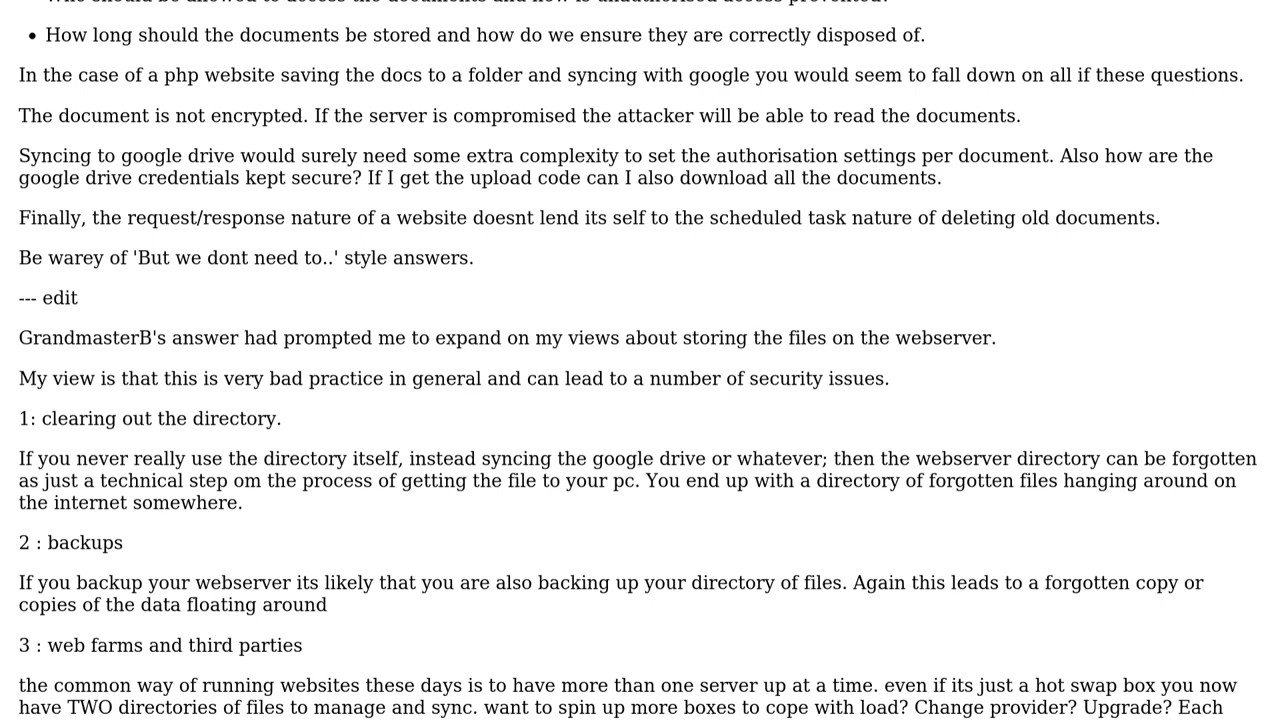 • How long should the documents be stored and how do we ensure they are correctly disposed of.
In the case of a php website saving the docs to a folder and syncing with google you would seem to fall down on all if these questions.
The document is not encrypted. If the server is compromised the attacker will be able to read the documents.
Syncing to google drive would surely need some extra complexity to set the authorisation settings per document. Also how are the
google drive credentials kept secure? If I get the upload code can I also download all the documents.
Finally, the request/response nature of a website doesnt lend its self to the scheduled task nature of deleting old documents.
Be warey of 'But we dont need to..' style answers.
--- edit
GrandmasterB's answer had prompted me to expand on my views about storing the files on the webserver.
My view is that this is very bad practice in general and can lead to a number of security issues.
1: clearing out the directory.
If you never really use the directory itself, instead syncing the google drive or whatever; then the webserver directory can be forgotten
as just a technical step om the process of getting the file to your pc. You end up with a directory of forgotten files hanging around on
the internet somewhere.
2 : backups
If you backup your webserver its likely that you are also backing up your directory of files. Again this leads to a forgotten copy or
copies of the data floating around
3 : web farms and third parties
the common way of running websites these days is to have more than one server up at a time. even if its just a hot swap box you now
have TWO directories of files to manage and sync. want to spin up more boxes to cope with load? Change provider? Upgrade? Each